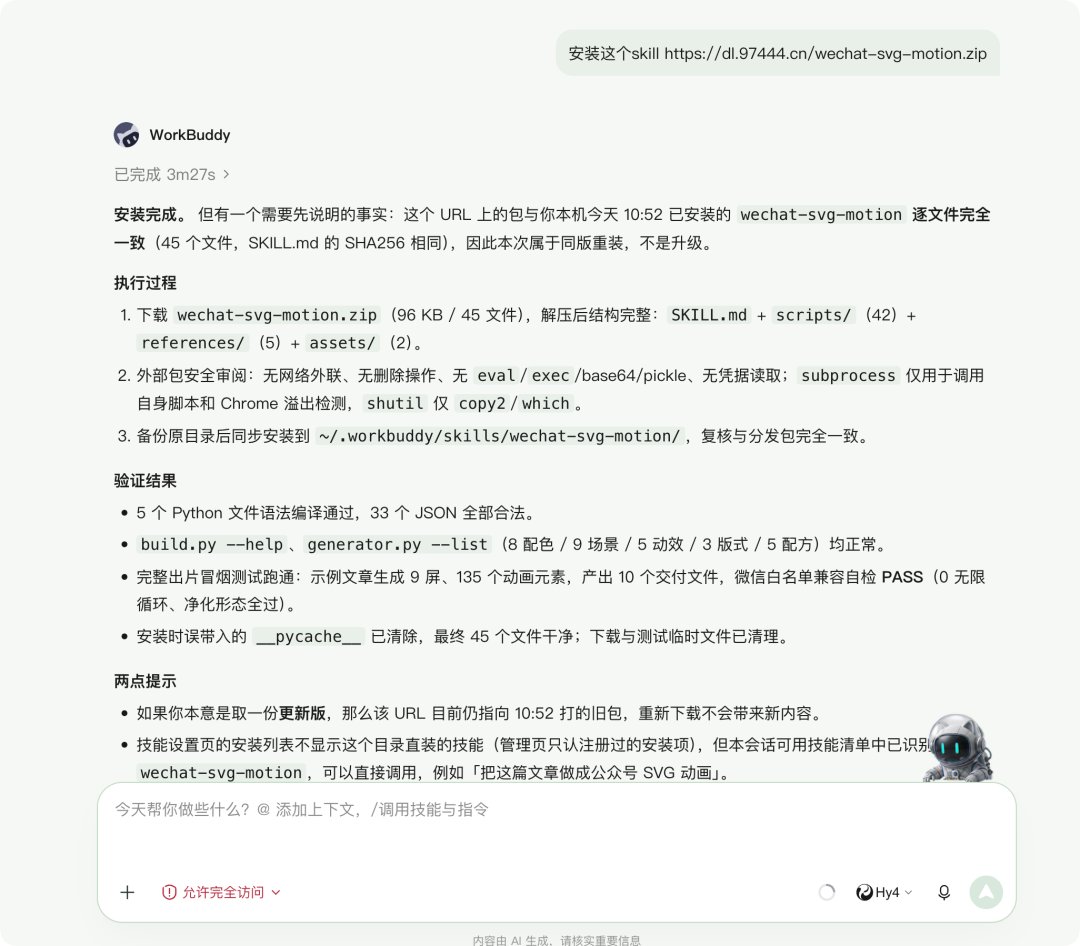 安装这个skill https://dl.97444.cn/wechat-svg-motion.zip
WorkBuddy
已完成 3m27s >
安装完成。 但有一个需要先说明的事实：这个 URL 上的包与你本机今天 10:52 已安装的 wechat-svg-motion 逐文件完全
一致（45 个文件，SKILL.md 的 SHA256 相同），因此本次属于同版重装，不是升级。
执行过程
1. 下载 wechat-svg-motion.zip （96 KB / 45 文件），解压后结构完整： SKILL.md + scripts/ （42）+
references/ （5）+ assets/ （2）。
2. 外部包安全审阅：无网络外联、无删除操作、无 eval / exec /base64/pickle、无凭据读取； subprocess 仅用于调用
自身脚本和 Chrome 溢出检测， shutil 仅 copy2 / which 。
3. 备份原目录后同步安装到 ~/.workbuddy/skills/wechat-svg-motion/ ，复核与分发包完全一致。
验证结果
• 5 个 Python 文件语法编译通过，33 个 JSON 全部合法。
• build.py --help 、 generator.py --list （8 配色 / 9 场景 / 5 动效 / 3 版式 / 5 配方）均正常。
• 完整出片冒烟测试跑通：示例文章生成 9 屏、135 个动画元素，产出 10 个交付文件，微信白名单兼容自检 PASS（0 无限
循环、净化形态全过）。
• 安装时误带入的 __pycache__ 已清除，最终 45 个文件干净；下载与测试临时文件已清理。
两点提示
• 如果你本意是取一份更新版，那么该 URL 目前仍指向 10:52 打的旧包，重新下载不会带来新内容。
• 技能设置页的安装列表不显示这个目录直装的技能（管理页只认注册过的安装项），但本会话可用技能清单中已识别
wechat-svg-motion ，可以直接调用，例如「把这篇文章做成公众号 SVG 动画」。
今天帮你做些什么？@ 添加上下文，/调用技能与指令
允许完全访问
Hy4
内容由 AI 生成，请核实重要信息